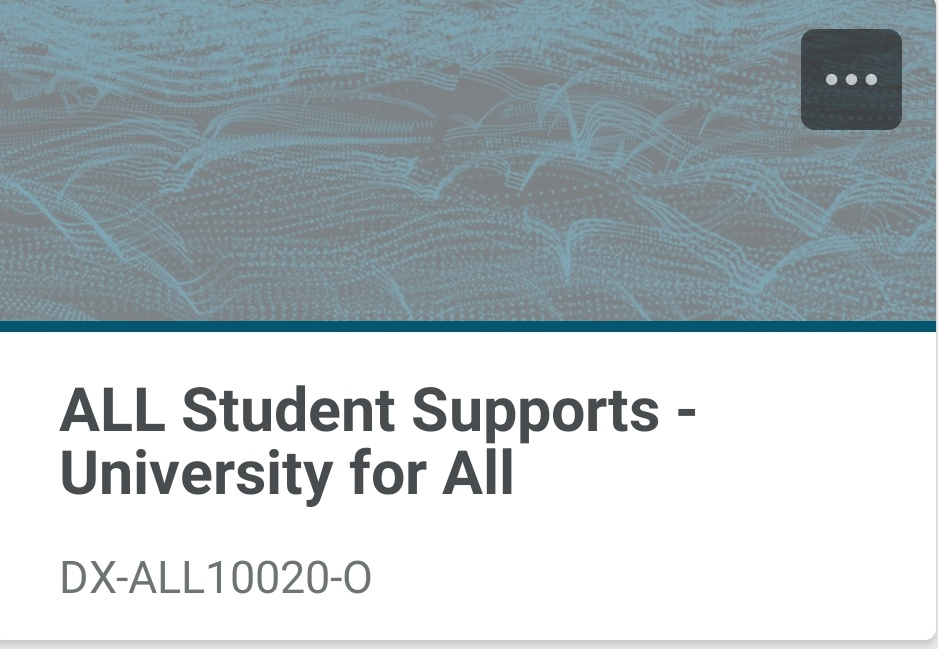 ALL Student Supports -
University for All
DX-ALL10020-O